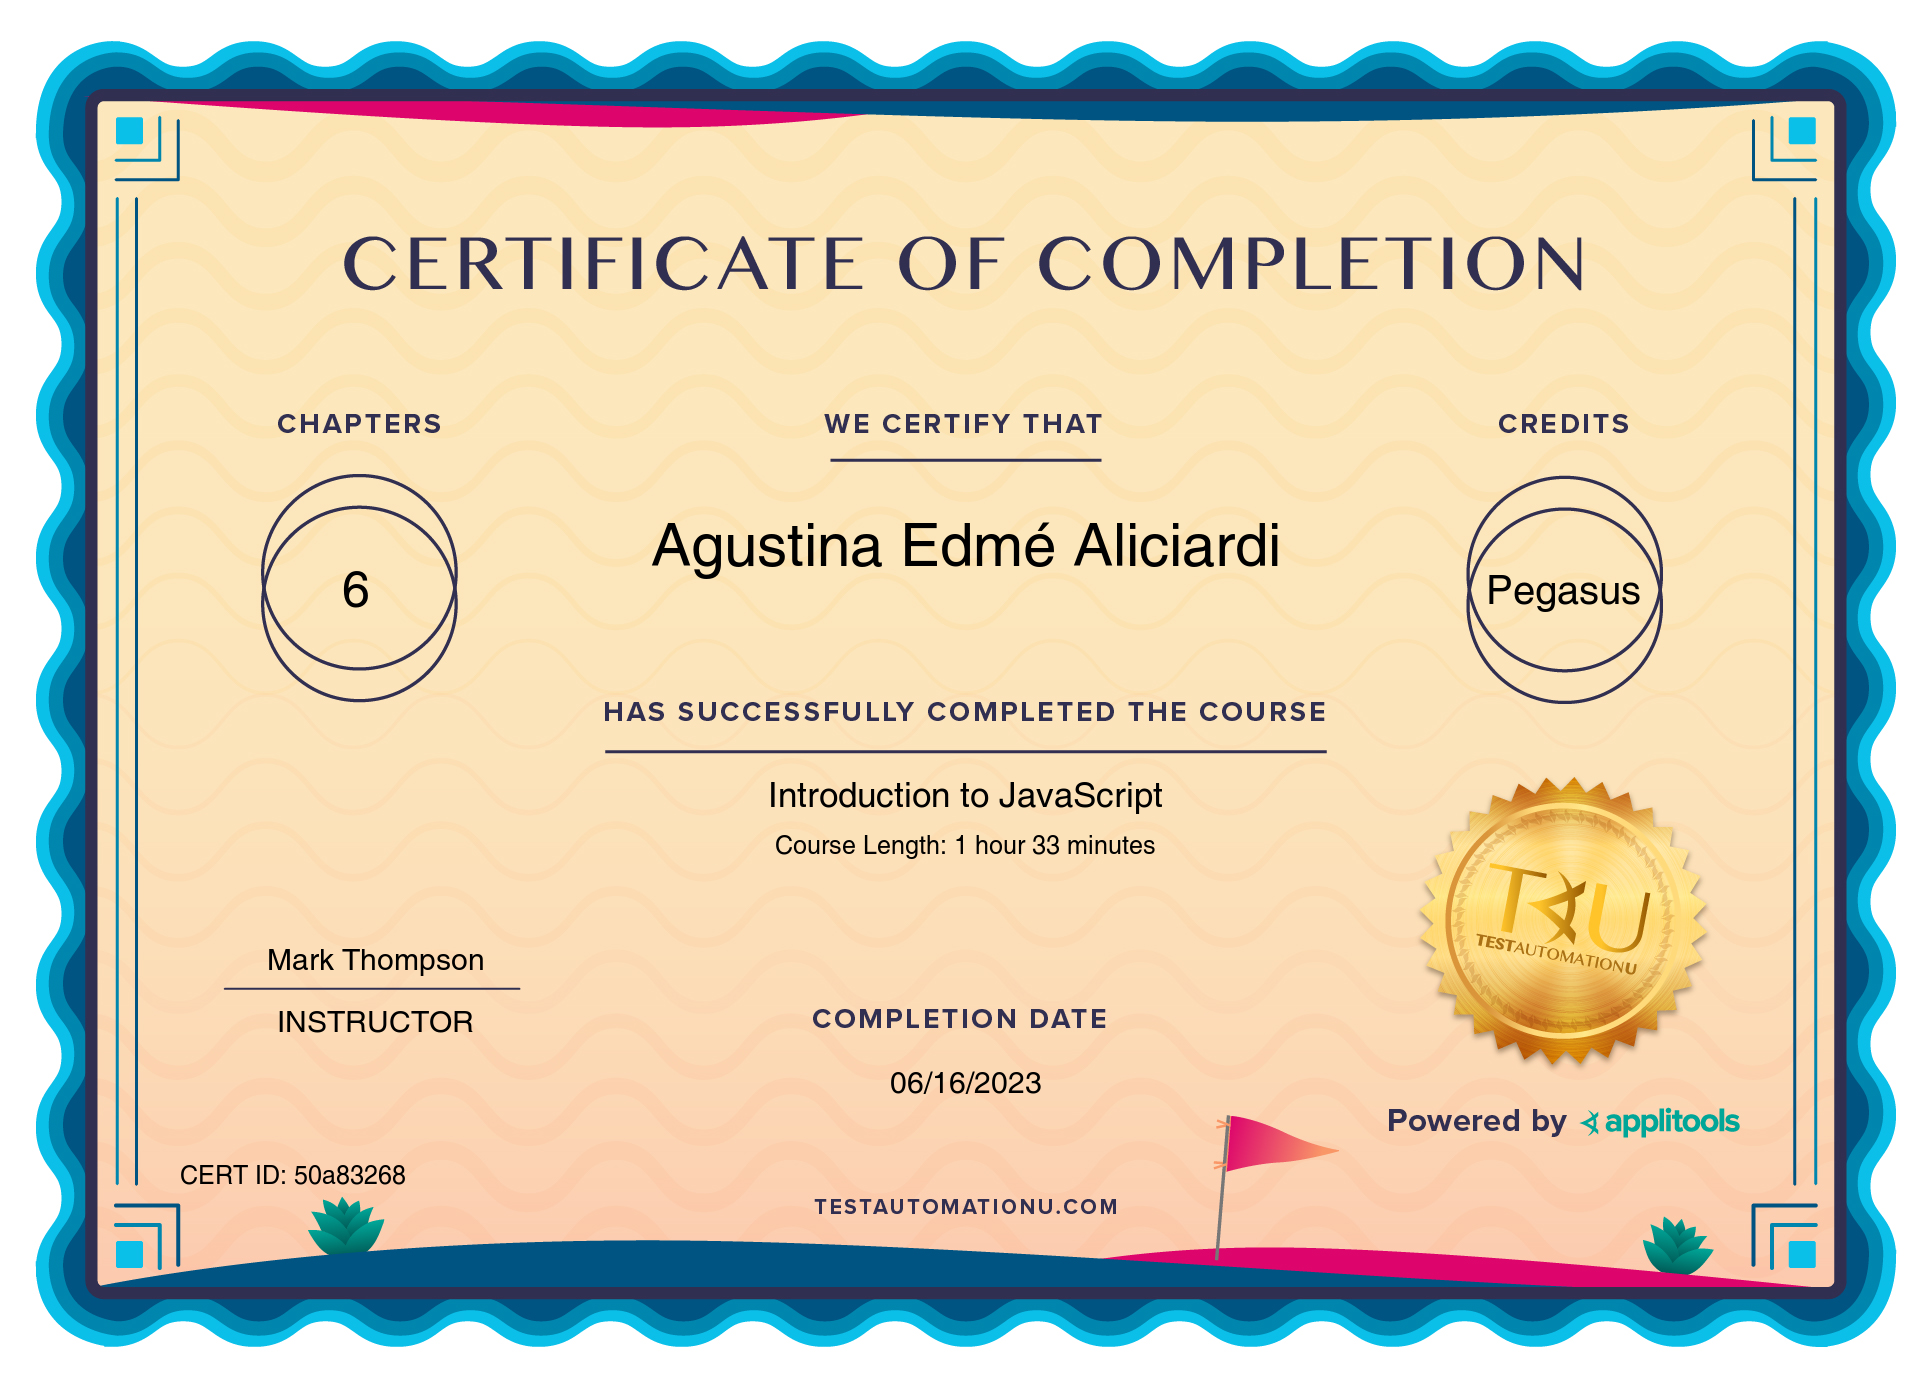 CERTIFICATE OF COMPLETION
CHAPTERS
6
WE CERTIFY THAT
Agustina Edmé Aliciardi
CREDITS
Pegasus
HAS SUCCESSFULLY COMPLETED THE COURSE
Introduction to JavaScript
Course Length: 1 hour 33 minutes
TAU
TESTAUTOMATIONU
Mark Thompson
INSTRUCTOR
COMPLETION DATE
06/16/2023
Powered by applitools
CERT ID: 50a83268
TESTAUTOMATIONU.COM